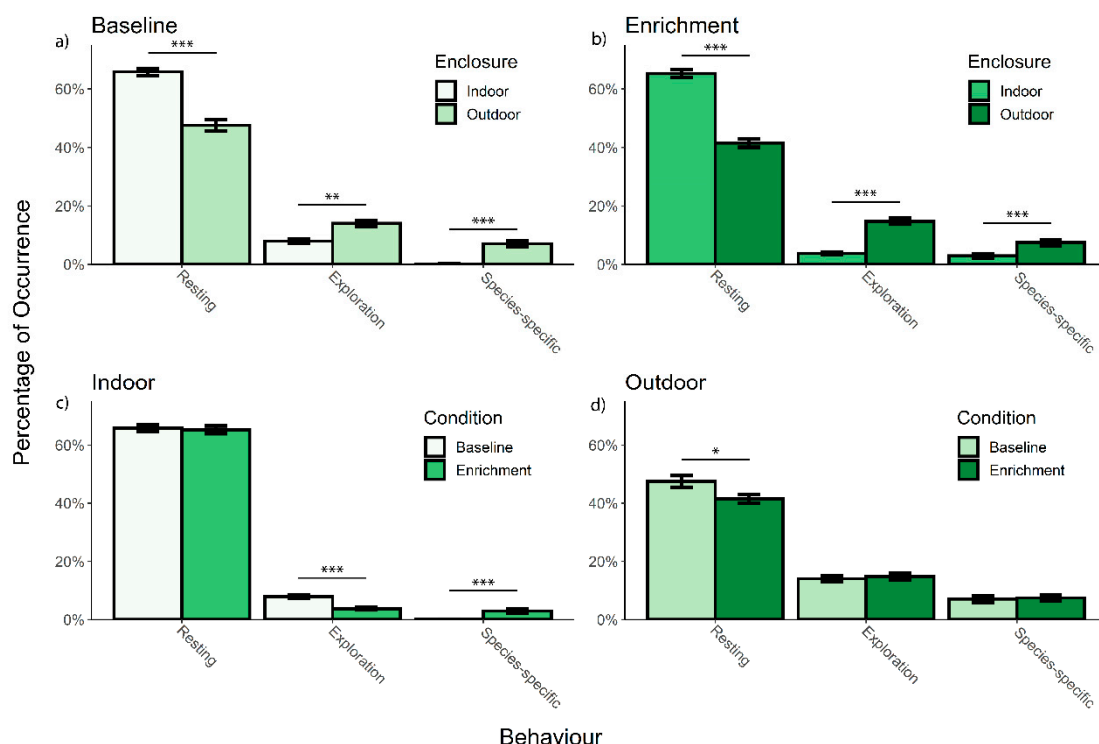 Baseline
a)
***
**
***
Enclosure
Indoor
Outdoor
60%
40%
20%
0%
Resting
Exploration
Species-specific
Enrichment
b)
***
***
***
Enclosure
Indoor
Outdoor
60%
40%
20%
0%
Resting
Exploration
Species-specific
Percentage of Occurrence
Indoor
c)
***
***
Condition
Baseline
Enrichment
60%
40%
20%
0%
Resting
Exploration
Species-specific
Outdoor
d)
*
Condition
Baseline
Enrichment
60%
40%
20%
0%
Resting
Exploration
Species-specific
Behaviour